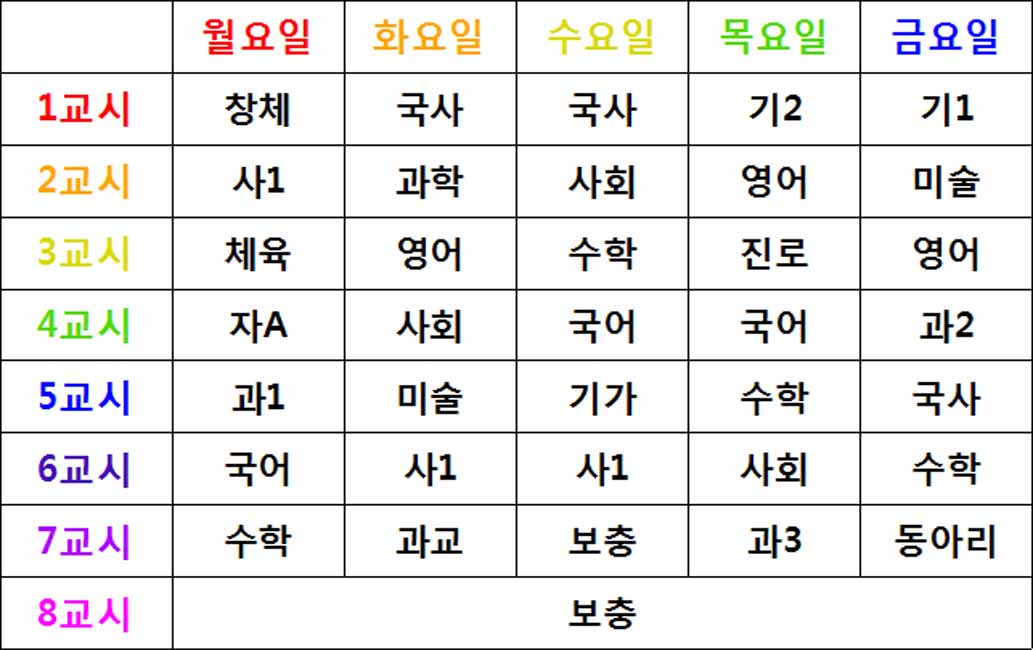 월요일 화요일 수요일 목요일 금요일
1교시 창체 국사 국사 기2 기1
2교시 사1 과학 사회 영어 미술
3교시 체육 영어 수학 진로 영어
4교시 자A 사회 국어 국어 과2
5교시 과1 미술 기가 수학 국사
6교시 국어 사1 사1 사회 수학
7교시 수학 과교 보충 과3 동아리
8교시 보충